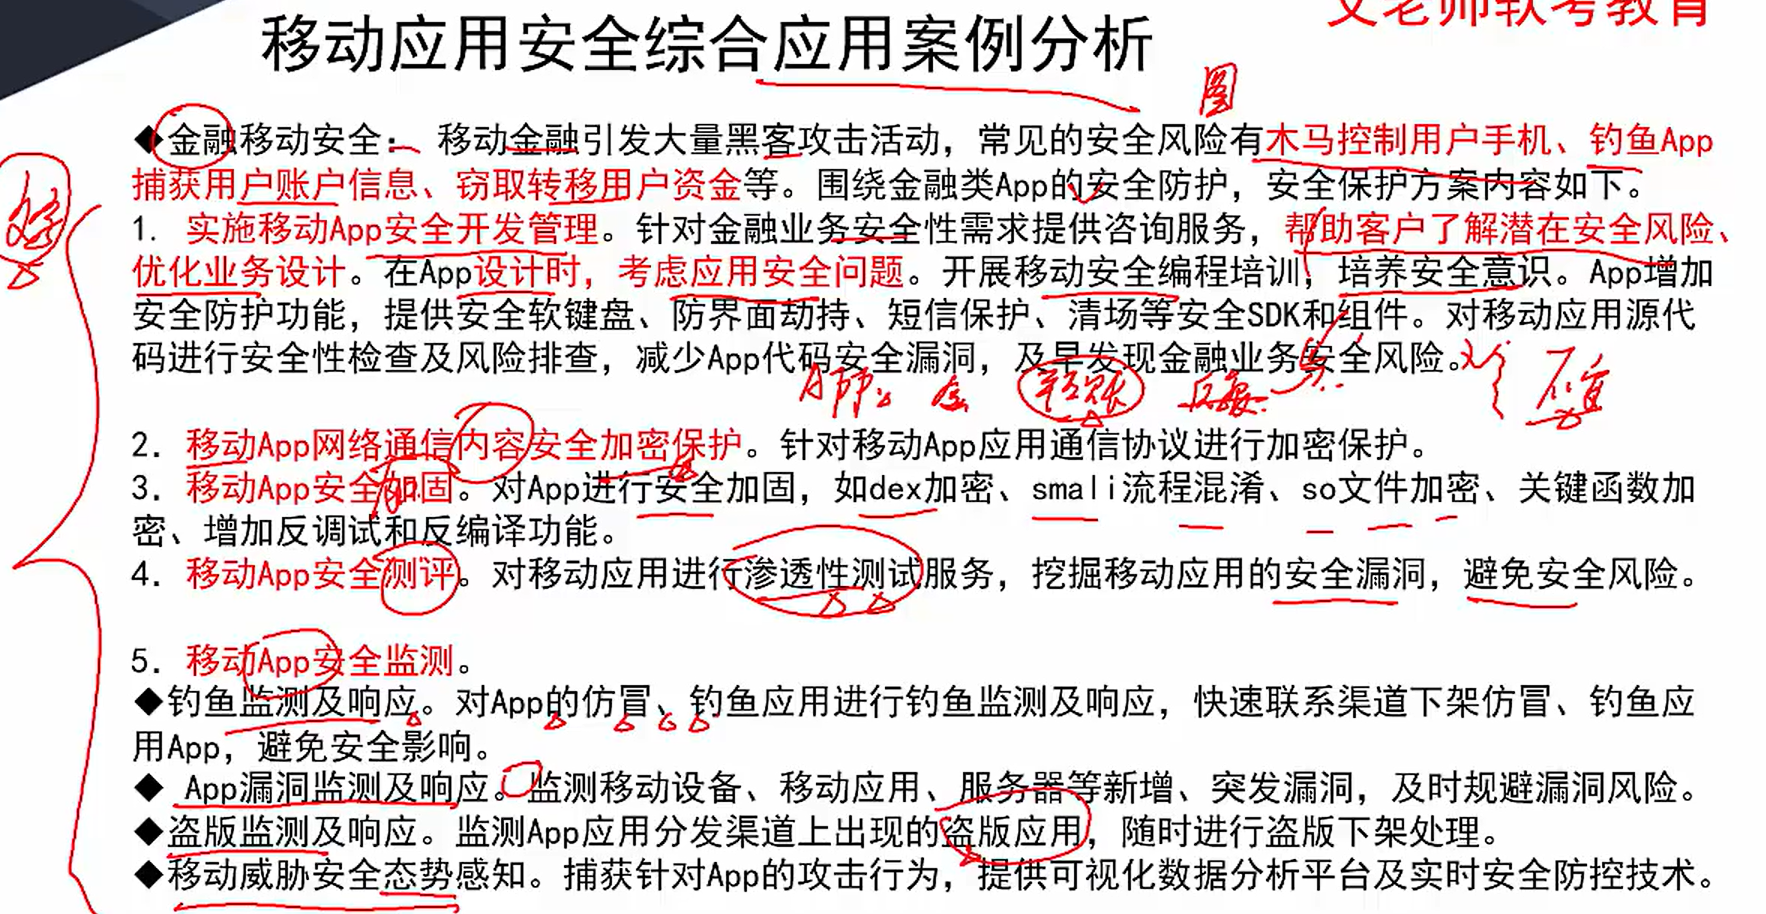 艾老师软考教育
移动应用安全综合应用案例分析
图
◆金融移动安全: 移动金融引发大量黑客攻击活动，常见的安全风险有木马控制用户手机、钓鱼App
捕获用户账户信息、窃取转移用户资金等。围绕金融类App的安全防护，安全保护方案内容如下。
1. 实施移动App安全开发管理。针对金融业务安全性需求提供咨询服务，帮助客户了解潜在安全风险、
优化业务设计。在App设计时，考虑应用安全问题。开展移动安全编程培训，培养安全意识。App增加
安全防护功能，提供安全软键盘、防界面劫持、短信保护、清场等安全SDK和组件。对移动应用源代
码进行安全性检查及风险排查，减少App代码安全漏洞，及早发现金融业务安全风险。
2. 移动App网络通信内容安全加密保护。针对移动App应用通信协议进行加密保护。
3. 移动App安全加固。对App进行安全加固，如dex加密、smali流程混淆、so文件加密、关键函数加
密、增加反调试和反编译功能。
4. 移动App安全测评。对移动应用进行渗透性测试服务，挖掘移动应用的安全漏洞，避免安全风险。
5. 移动App安全监测。
◆钓鱼监测及响应。对App的仿冒、钓鱼应用进行钓鱼监测及响应，快速联系渠道下架仿冒、钓鱼应
用App，避免安全影响。
◆ App漏洞监测及响应。监测移动设备、移动应用、服务器等新增、突发漏洞，及时规避漏洞风险。
◆盗版监测及响应。监测App应用分发渠道上出现的盗版应用，随时进行盗版下架处理。
◆移动威胁安全态势感知。捕获针对App的攻击行为，提供可视化数据分析平台及实时安全防控技术。